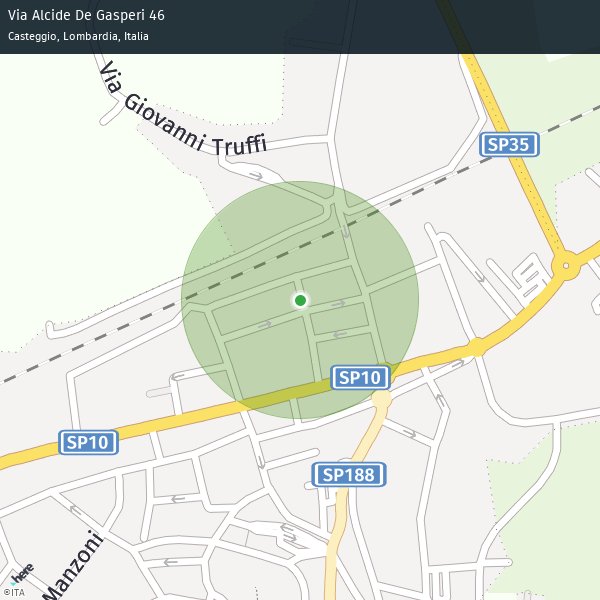 Via Alcide De Gasperi 46
Casteggio, Lombardia, Italia
Via Giovanni Truffi
SP35
SP10
SP10
SP188
Manzoni
here
©ITA